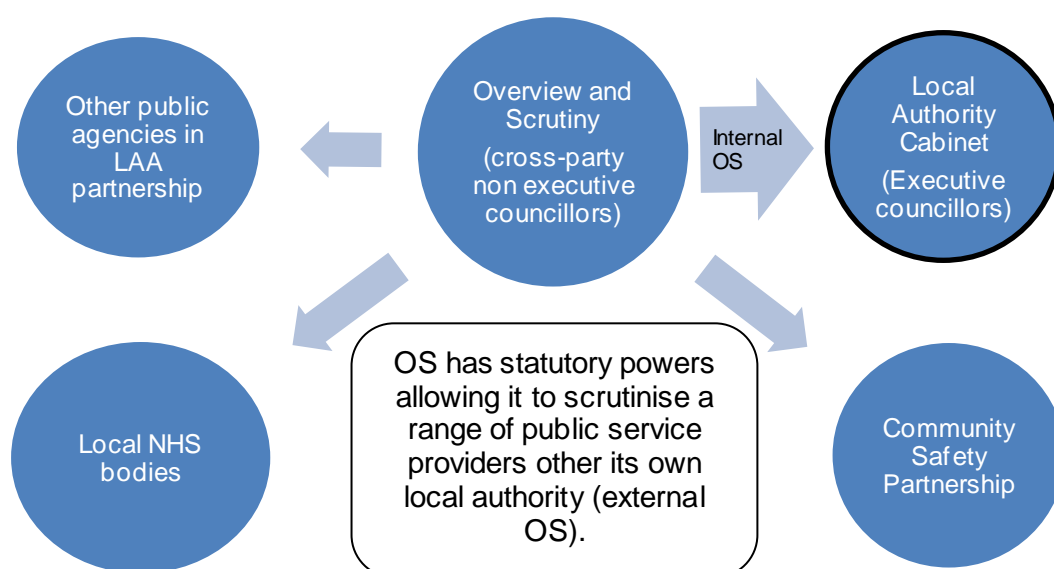 Other public
agencies in
LAA
partnership
Overview and
Scrutiny
(cross-party
non executive
councillors)
Internal
OS
Local
Authority
Cabinet
(Executive
councillors)
Local NHS
bodies
OS has statutory powers
allowing it to scrutinise a
range of public service
providers other its own
local authority (external
OS).
Community
Safety
Partnership